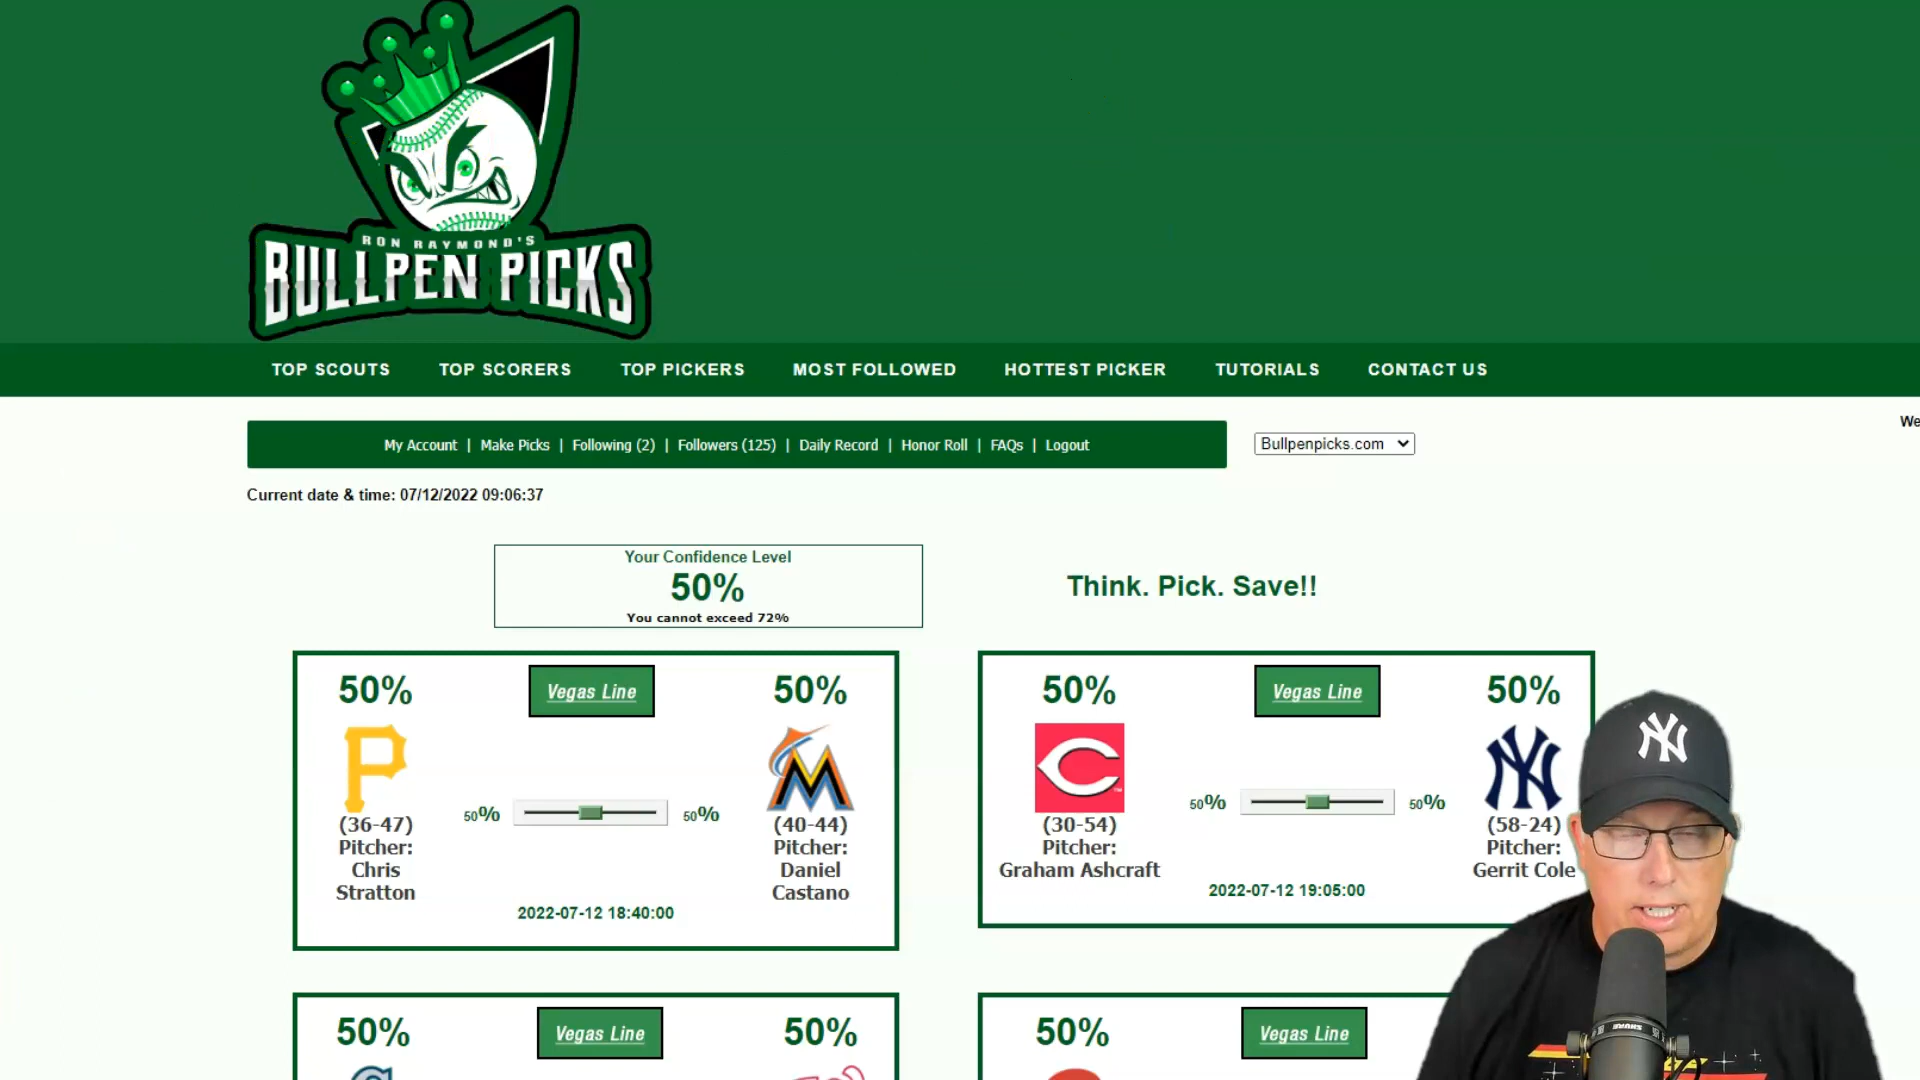 RON RAYMOND'S
BULLPEN PICKS
TOP SCOUTS TOP SCORERS TOP PICKERS MOST FOLLOWED HOTTEST PICKER TUTORIALS CONTACT US
We
My Account | Make Picks | Following (2) | Followers (125) | Daily Record | Honor Roll | FAQs | Logout
Bullpenpicks.com
Current date & time: 07/12/2022 09:06:37
Your Confidence Level
50%
You cannot exceed 72%
Think. Pick. Save!!
50% Vegas Line 50%
P M
50% 50%
(36-47) (40-44)
Pitcher: Pitcher:
Chris Daniel
Stratton Castano
2022-07-12 18:40:00
50% Vegas Line 50%
C NY
50% 50%
(30-54) (58-24)
Pitcher: Pitcher:
Graham Ashcraft Gerrit Cole
2022-07-12 19:05:00
NY
50% Vegas Line 50%
50% Vegas Line
SHURE